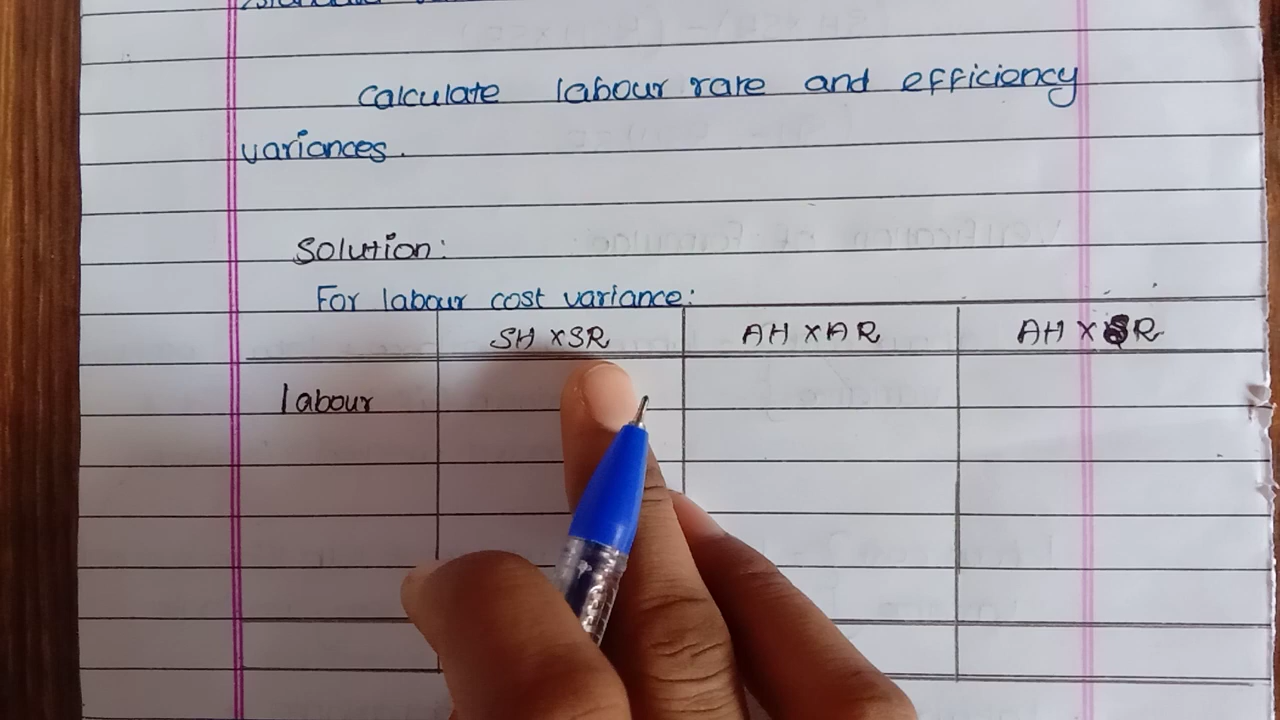 Calculate labour rate and efficiency
variances.
Solution:
For labour cost variance:
SH X SR AH X AR AH X SR
labour